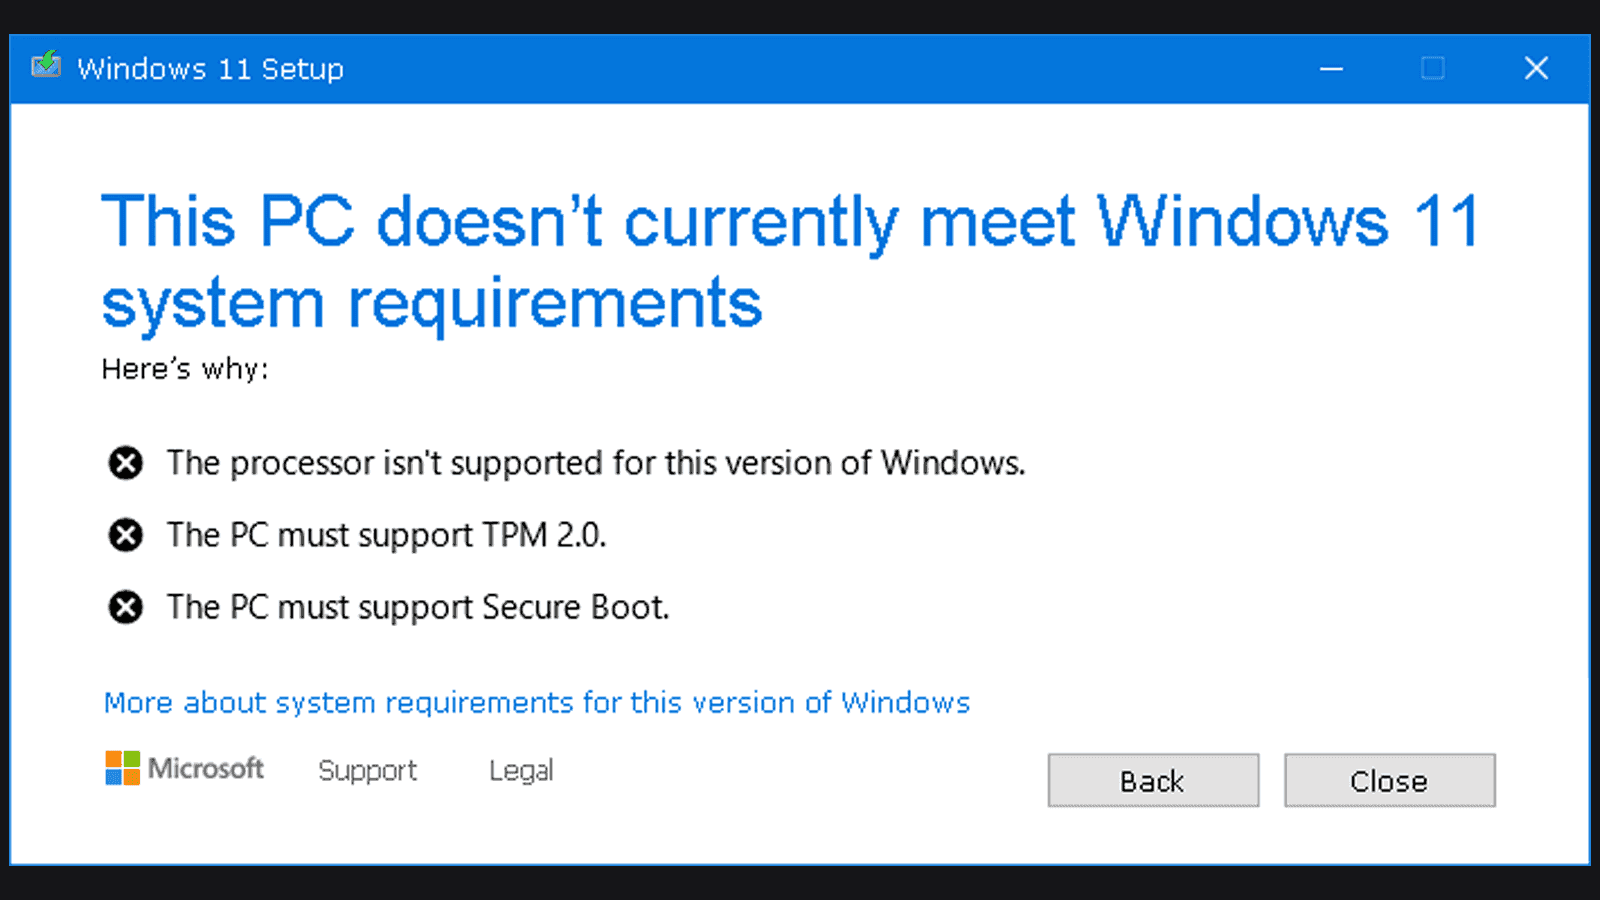 Windows 11 Setup
This PC doesn’t currently meet Windows 11
system requirements
Here’s why:
The processor isn't supported for this version of Windows.
The PC must support TPM 2.0.
The PC must support Secure Boot.
More about system requirements for this version of Windows
Microsoft Support Legal Back Close